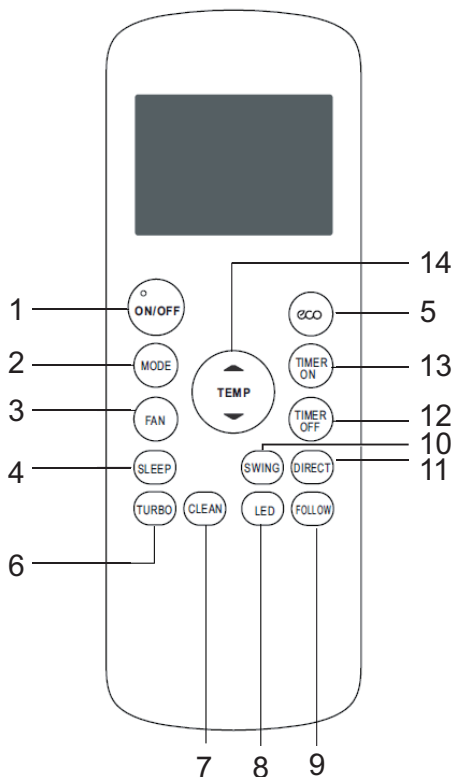 14
1
ON/OFF
eco
5
2
MODE
TIMER
ON
13
TEMP
3
FAN
TIMER
OFF
12
10
4
SLEEP
SWING
DIRECT
11
6
TURBO
CLEAN
LED
FOLLOW
7
8
9